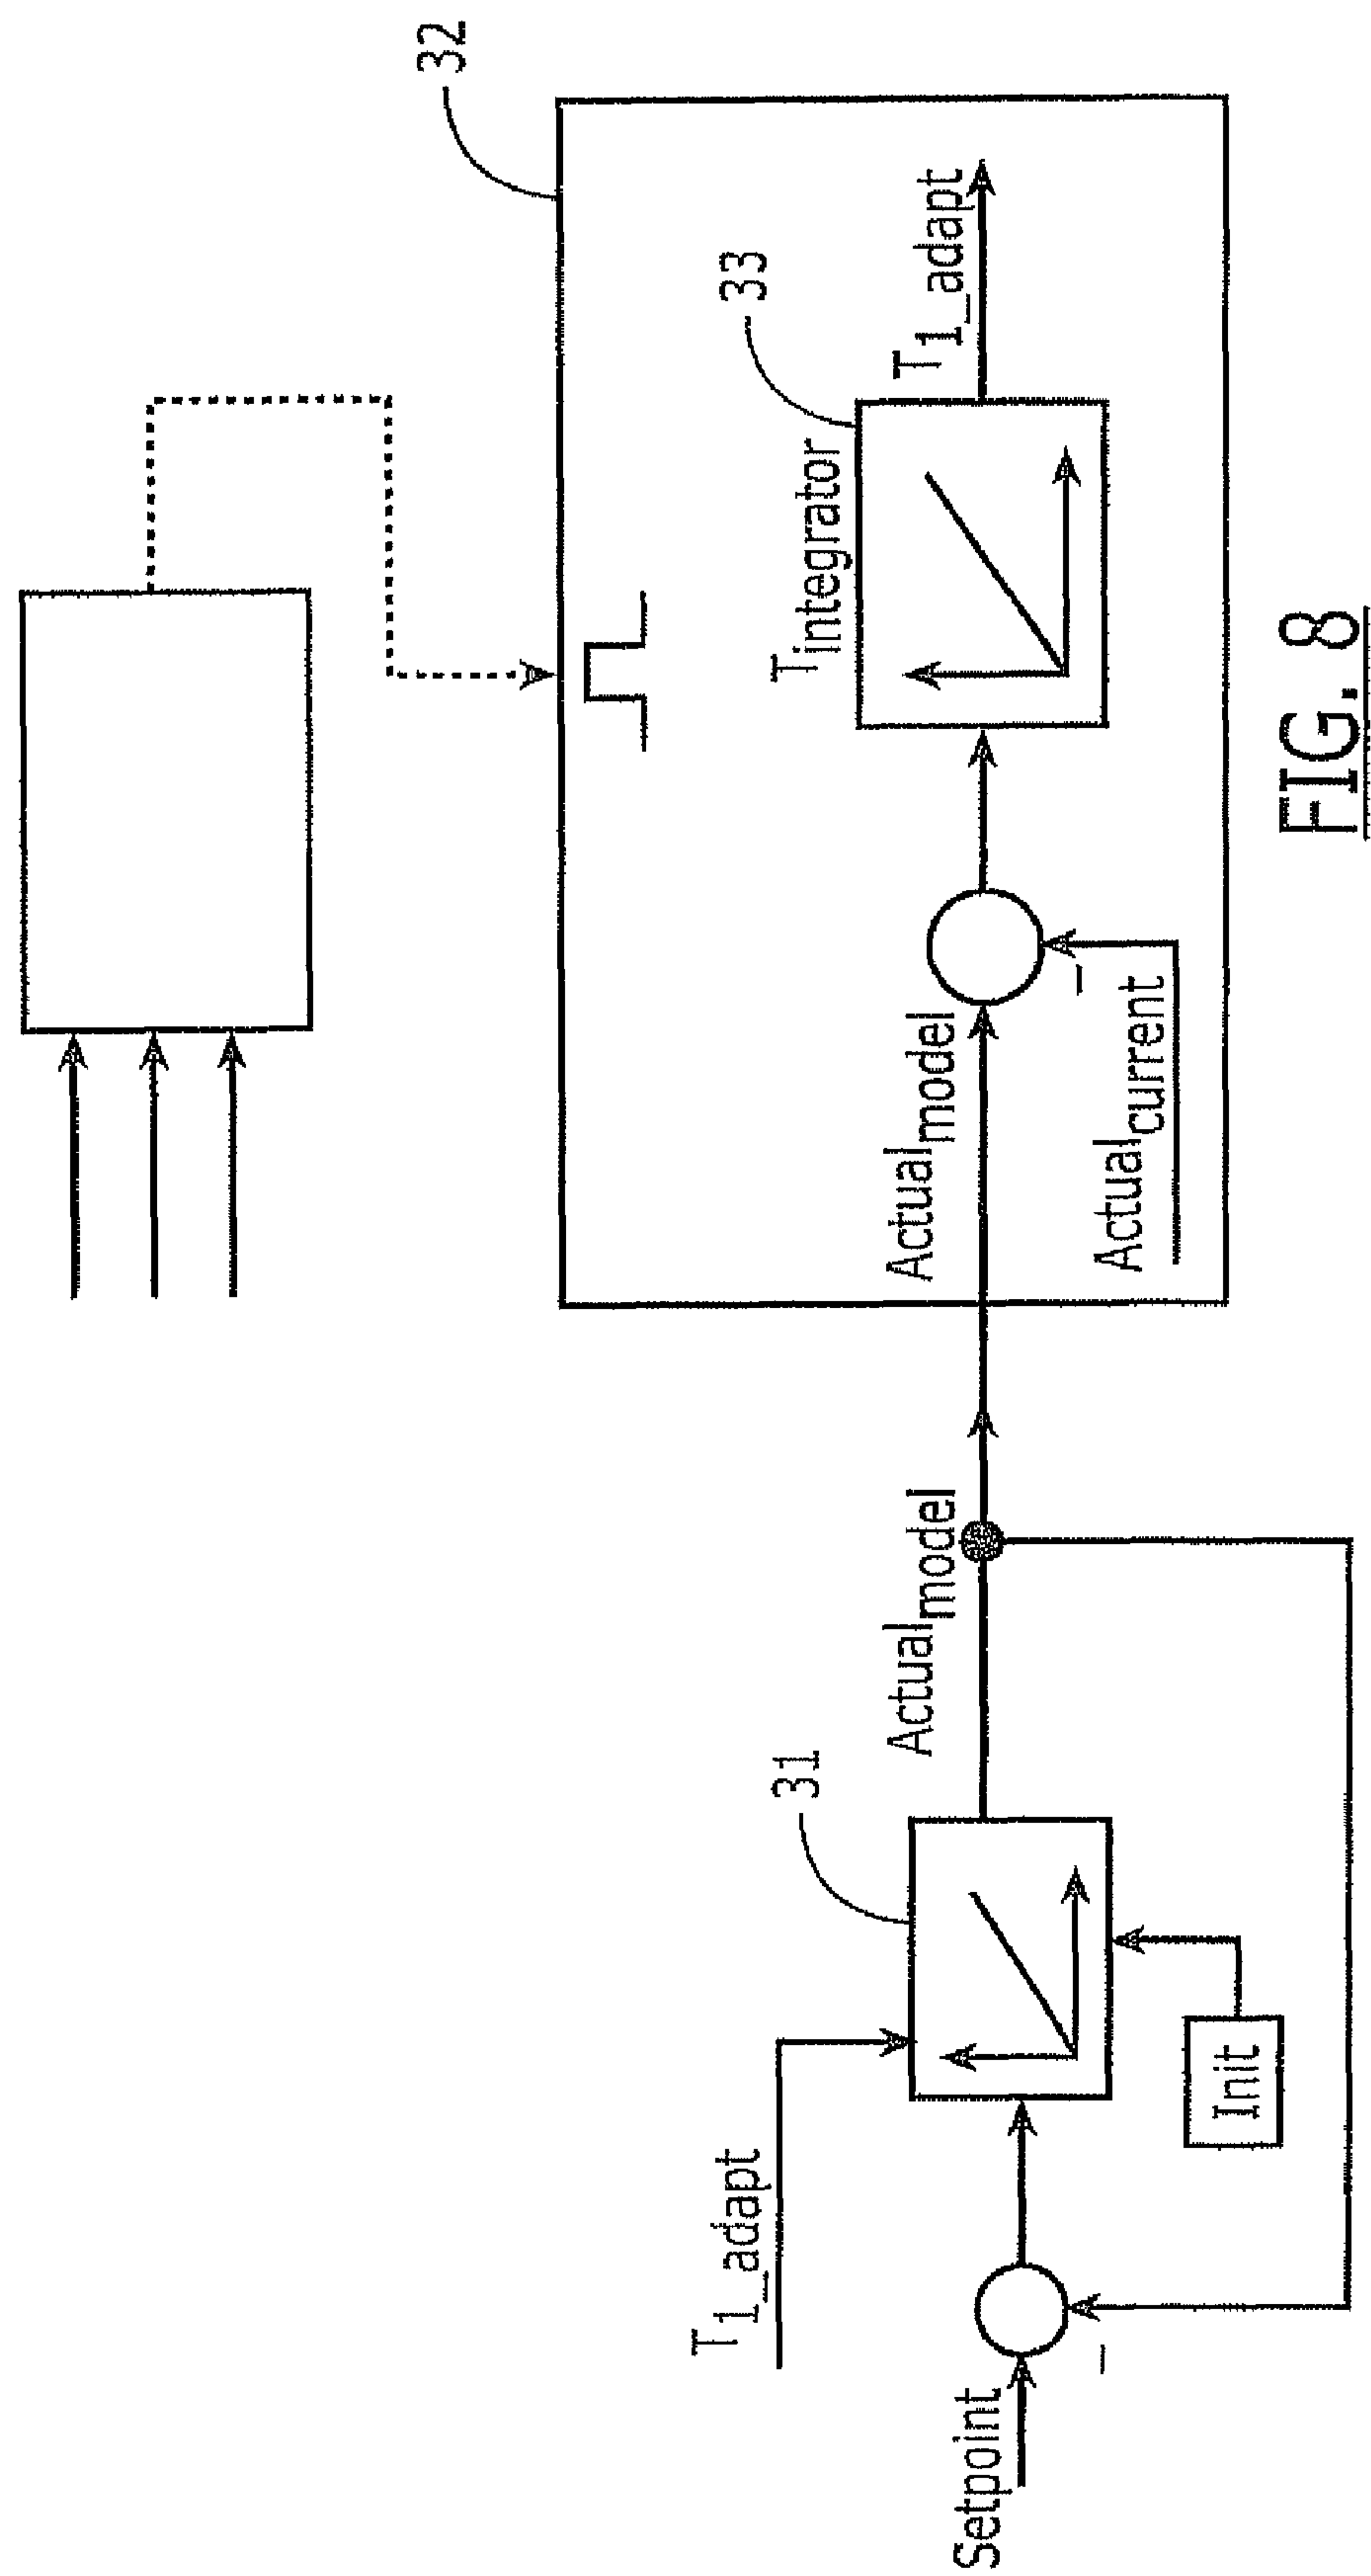 32
T1_adapt
33
Tintegrator
Actualmodel
Actualcurrent
-
Actualmodel
31
T1_adapt
Init
Setpoint
-
FIG. 8